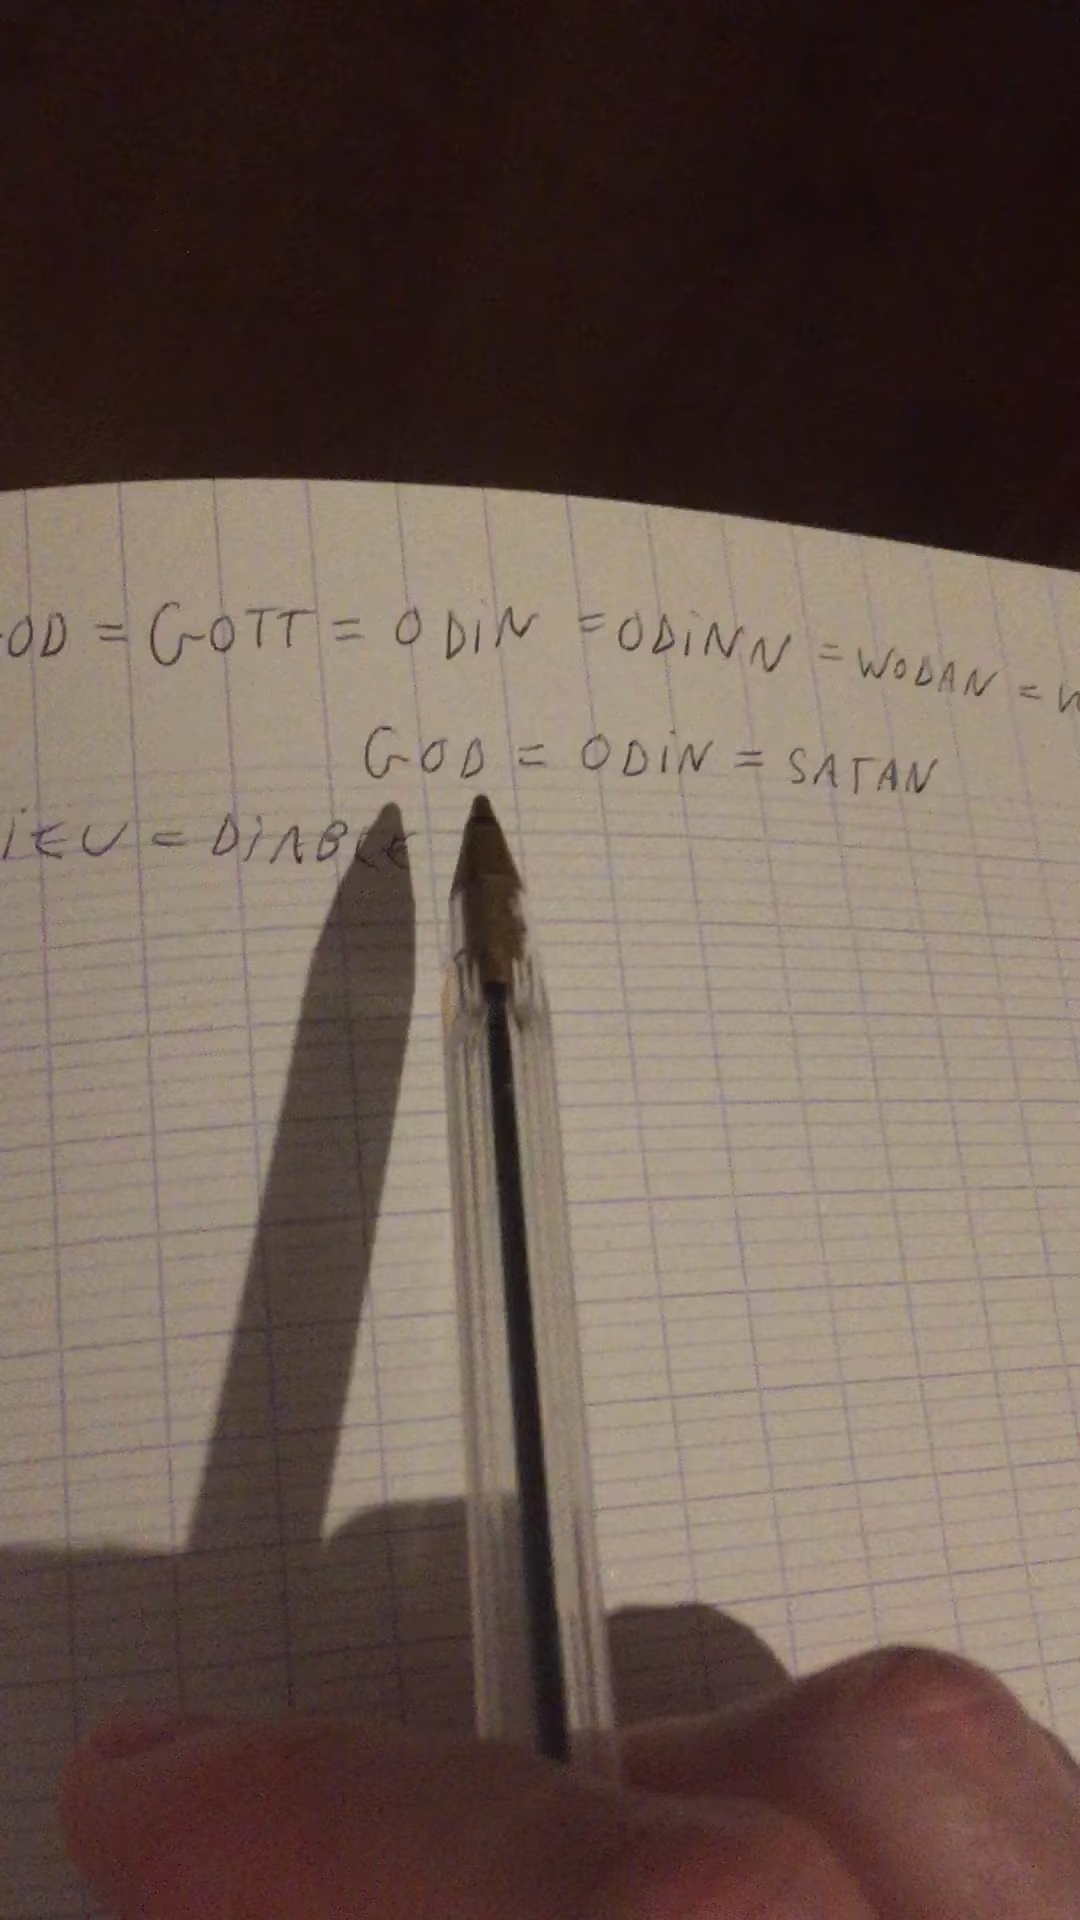 OD = GOTT = ODiN = ODiNN = WODAN =
GOD = ODiN = SATAN
iEU = DiABLE